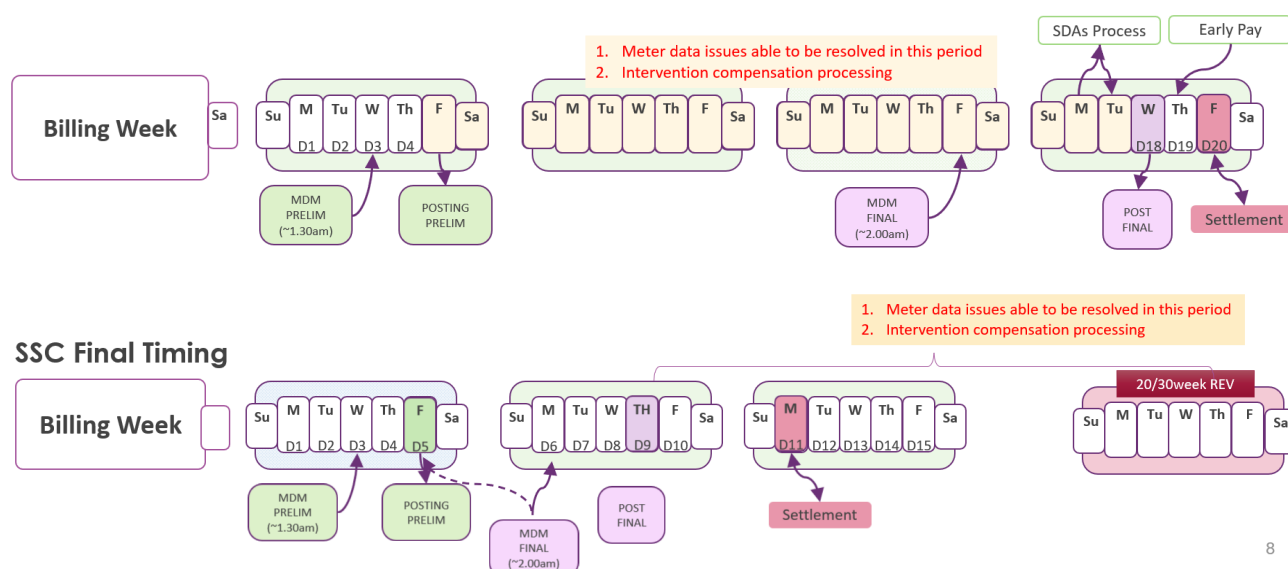 SDAs Process
Early Pay
1. Meter data issues able to be resolved in this period
2. Intervention compensation processing
Billing Week
Sa
Su M Tu W Th F Sa
D1 D2 D3 D4
Su M Tu W Th F Sa
Su M Tu W Th F Sa
Su M Tu W Th F Sa
D18 D19 D20
MDM
PRELIM
(~1.30am)
POSTING
PRELIM
MDM
FINAL
(~2.00am)
POST
FINAL
Settlement
1. Meter data issues able to be resolved in this period
2. Intervention compensation processing
SSC Final Timing
20/30week REV
Billing Week
Su M Tu W Th F Sa
D1 D2 D3 D4 D5
Su M Tu W TH F Sa
D6 D7 D8 D9 D10
Su M Tu W Th F Sa
D11 D12 D13 D14 D15
Su M Tu W Th F Sa
MDM
PRELIM
(~1.30am)
POSTING
PRELIM
MDM
FINAL
(~2.00am)
POST
FINAL
Settlement
8